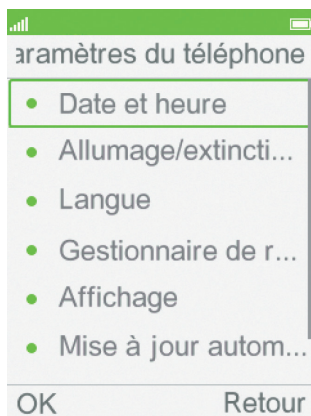 aramètres du téléphone
Date et heure
Allumage/extincti...
Langue
Gestionnaire de r...
Affichage
Mise à jour autom...
OK Retour